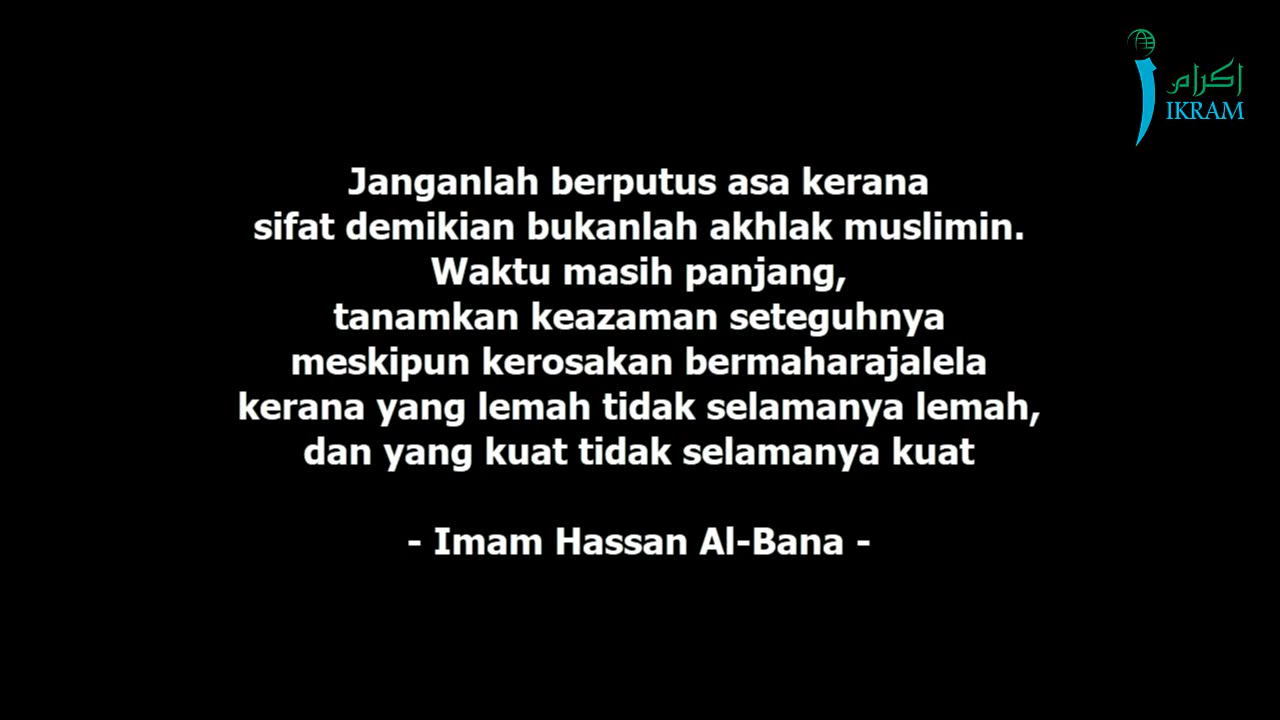 اكرام
IKRAM
Janganlah berputus asa kerana
sifat demikian bukanlah akhlak muslimin.
Waktu masih panjang,
tanamkan keazaman seteguhnya
meskipun kerosakan bermaharajalela
kerana yang lemah tidak selamanya lemah,
dan yang kuat tidak selamanya kuat
- Imam Hassan Al-Bana -